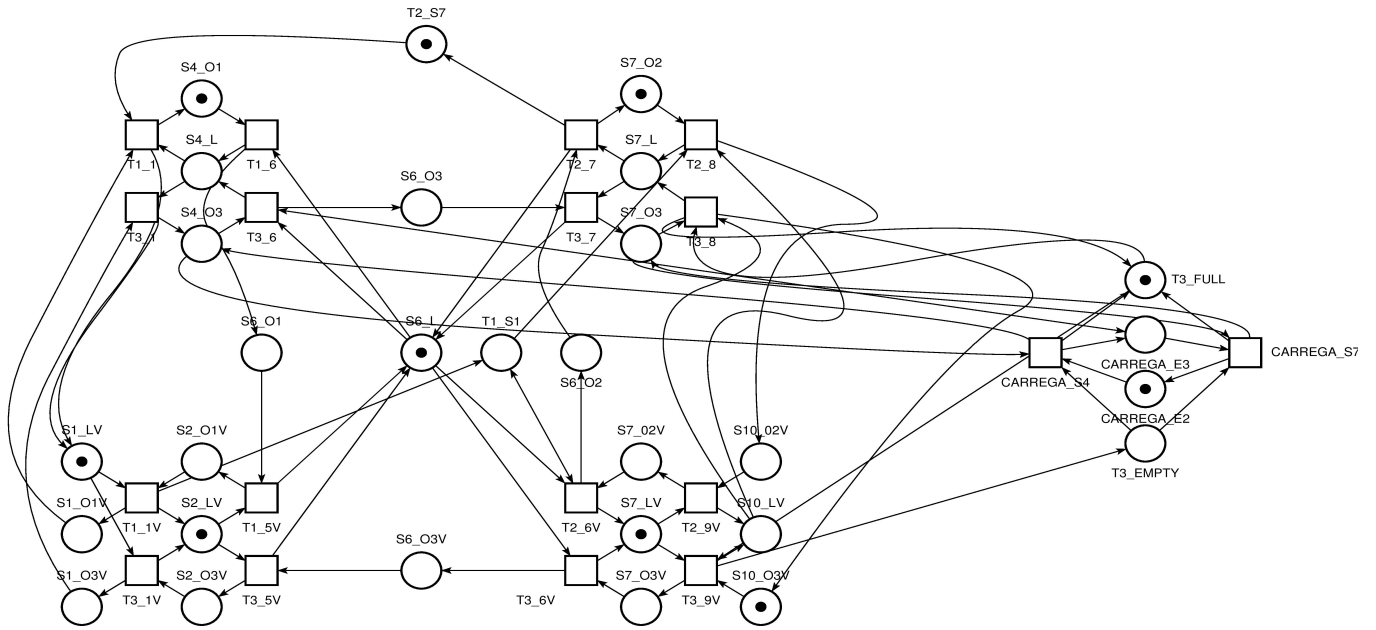 T2_S7
S4_O1
S7_O2
T1_1
S4_L
T1_6
T2_7
S7_L
T2_8
S6_O3
T3_1
S4_O3
T3_6
T3_7
S7_O3
T3_8
T3_FULL
S6_O1
S6_L
T1_S1
S6_O2
CARREGA_E3
CARREGA_S7
CARREGA_S4
CARREGA_E2
T3_EMPTY
S1_LV
S2_O1V
S7_02V
S10_02V
S1_O1V
T1_1V
S2_LV
T1_5V
T2_6V
S7_LV
T2_9V
S10_LV
S6_O3V
S1_O3V
T3_1V
S2_O3V
T3_5V
T3_6V
S7_O3V
T3_9V
S10_O3V